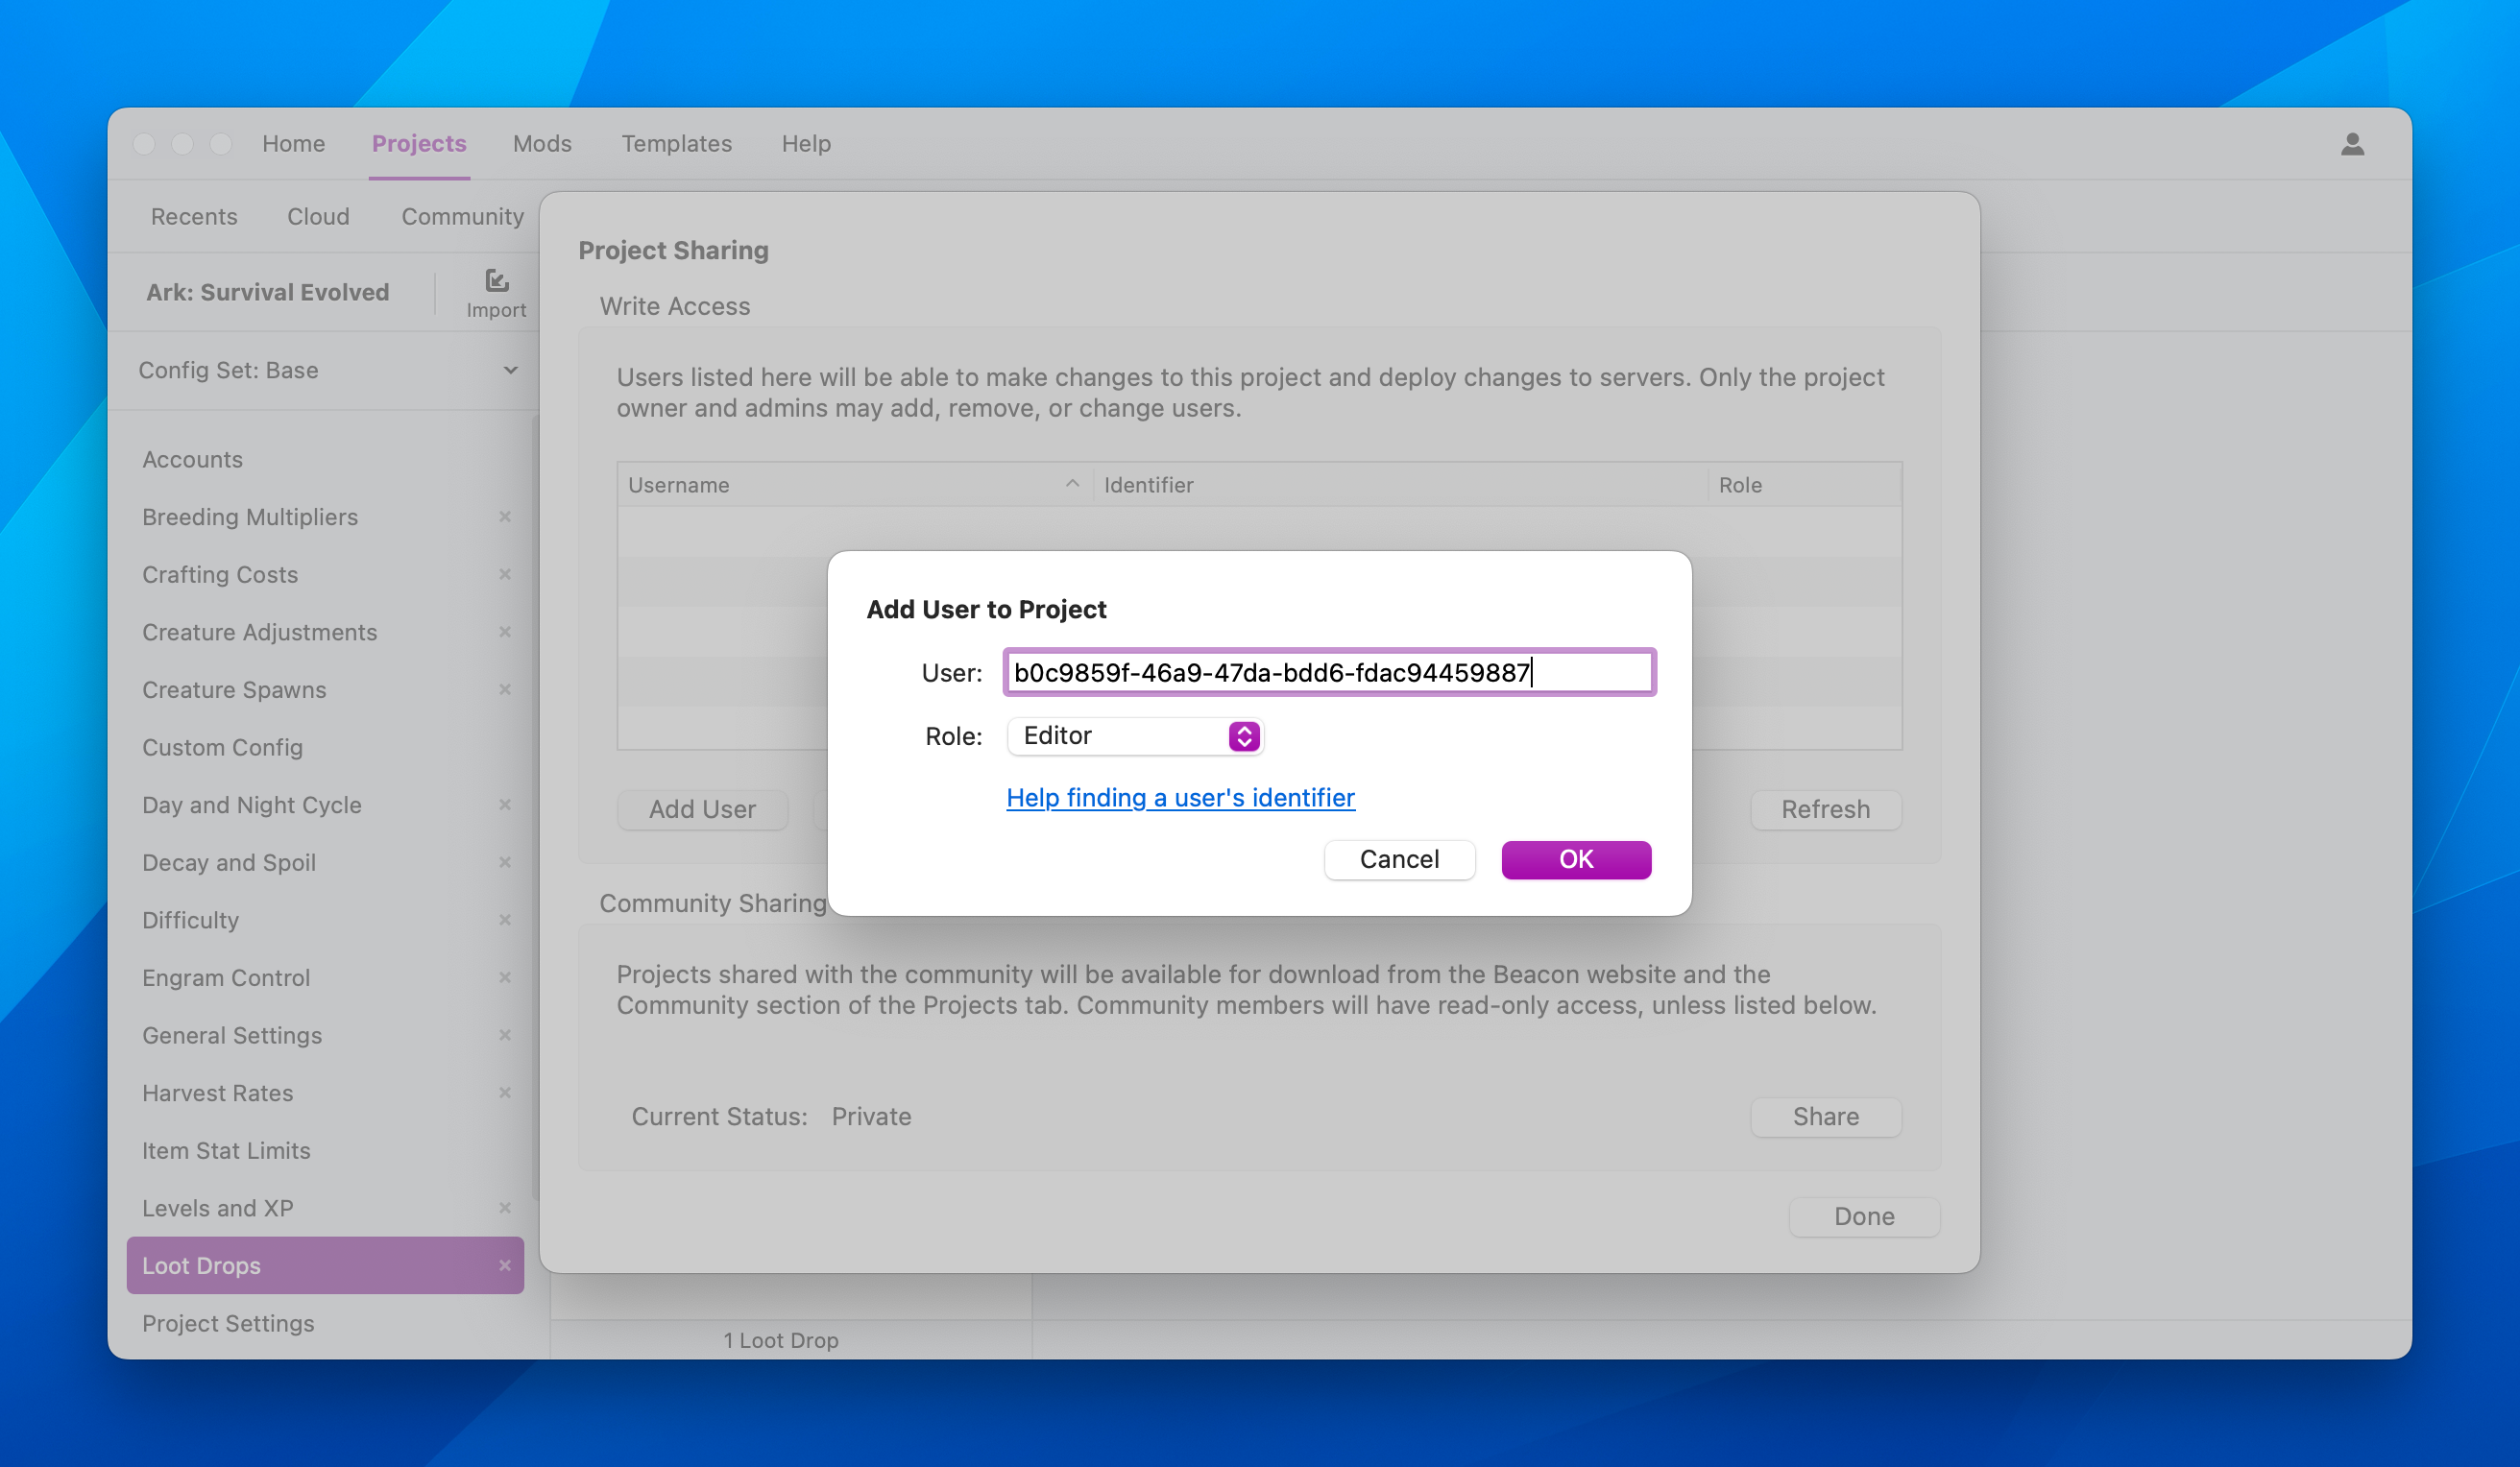 Home
Projects
Mods
Templates
Help
Recents
Cloud
Community
Ark: Survival Evolved
Import
Config Set: Base
Accounts
Breeding Multipliers
Crafting Costs
Creature Adjustments
Creature Spawns
Custom Config
Day and Night Cycle
Decay and Spoil
Difficulty
Engram Control
General Settings
Harvest Rates
Item Stat Limits
Levels and XP
Loot Drops
Project Settings
Project Sharing
Write Access
Users listed here will be able to make changes to this project and deploy changes to servers. Only the project
owner and admins may add, remove, or change users.
Username
Identifier
Role
Add User to Project
User: b0c9859f-46a9-47da-bdd6-fdac94459887
Role: Editor
Help finding a user's identifier
Cancel
OK
Add User
Refresh
Community Sharing
Projects shared with the community will be available for download from the Beacon website and the
Community section of the Projects tab. Community members will have read-only access, unless listed below.
Current Status: Private
Share
Done
1 Loot Drop